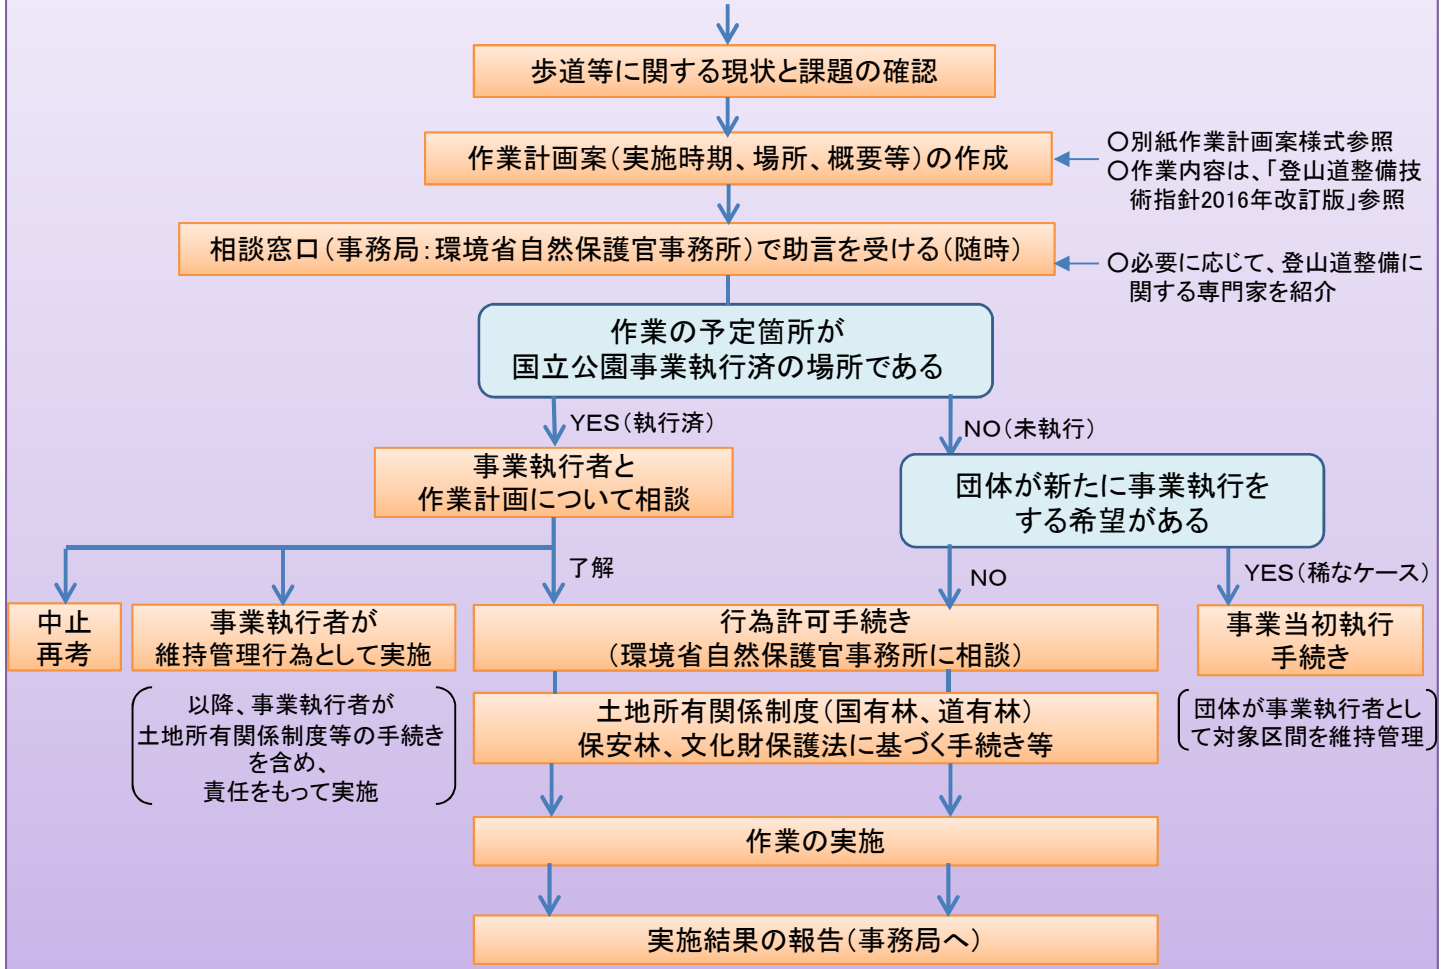 歩道等に関する現状と課題の確認
作業計画案（実施時期、場所、概要等）の作成
○別紙作業計画案様式参照
○作業内容は、「登山道整備技
術指針2016年改訂版」参照
相談窓口（事務局：環境省自然保護官事務所）で助言を受ける（随時）
○必要に応じて、登山道整備に
関する専門家を紹介
作業の予定箇所が
国立公園事業執行済の場所である
YES（執行済）
NO（未執行）
事業執行者と
作業計画について相談
団体が新たに事業執行を
する希望がある
了解
NO
YES（稀なケース）
中止
再考
事業執行者が
維持管理行為として実施
行為許可手続き
（環境省自然保護官事務所に相談）
事業当初執行
手続き
以降、事業執行者が
土地所有関係制度等の手続き
を含め、
責任をもって実施
土地所有関係制度（国有林、道有林）
保安林、文化財保護法に基づく手続き等
団体が事業執行者とし
て対象区間を維持管理
作業の実施
実施結果の報告（事務局へ）